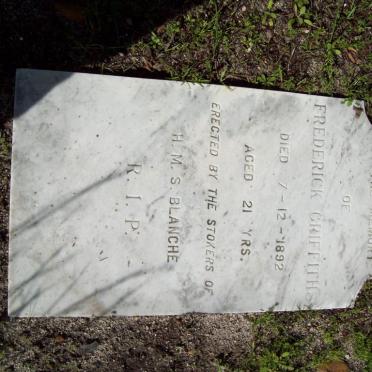 OF
FREDERICK GRIFFITH
DIED 7-12-1892
AGED 21 YRS.
ERECTED BY THE STOKERS OF
H.M.S. BLANCHE
R.I.P.